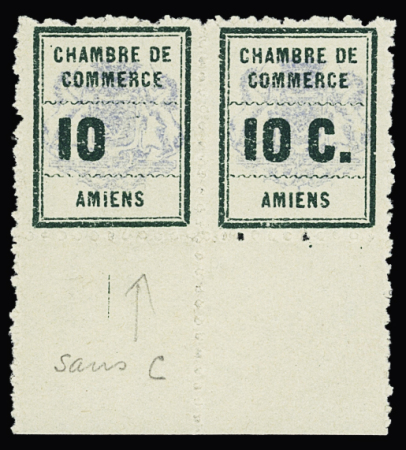 CHAMBRE DE
COMMERCE
10
AMIENS
CHAMBRE DE
COMMERCE
10 C.
AMIENS
sans C